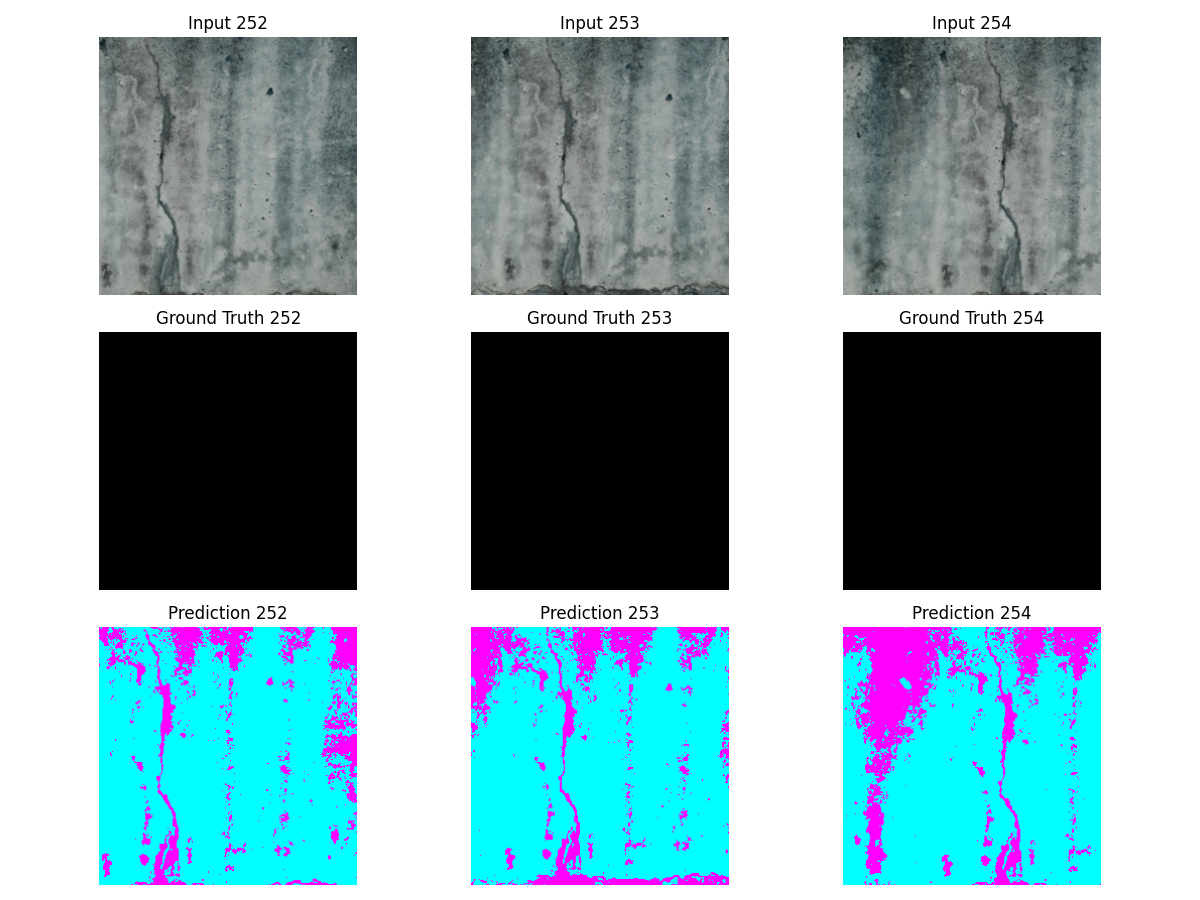 Input 252
Input 253
Input 254
Ground Truth 252
Ground Truth 253
Ground Truth 254
Prediction 252
Prediction 253
Prediction 254